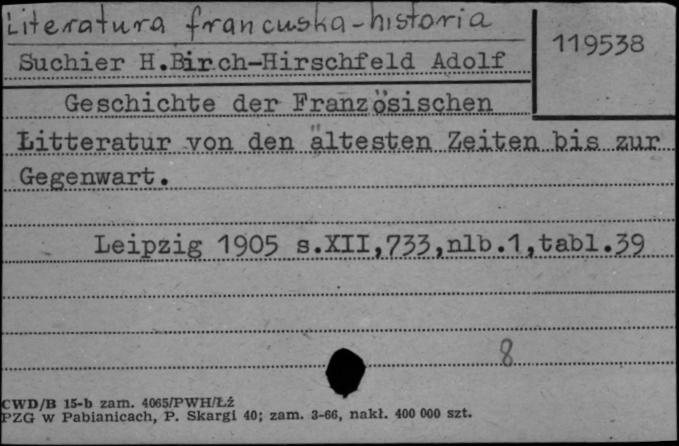 Literatura francuska-historia
119538
Suchier H.Birch-Hirschfeld Adolf
Geschichte der Französischen
Litteratur von den ältesten Zeiten bis zur
Gegenwart.
Leipzig 1905 s.XII,733,nlb.1,tabl.39
8
CWD/B 15-b zam. 4065/PWH/Łż
PZG w Pabianicach, P. Skargi 40; zam. 3-66, nakł. 400 000 szt.